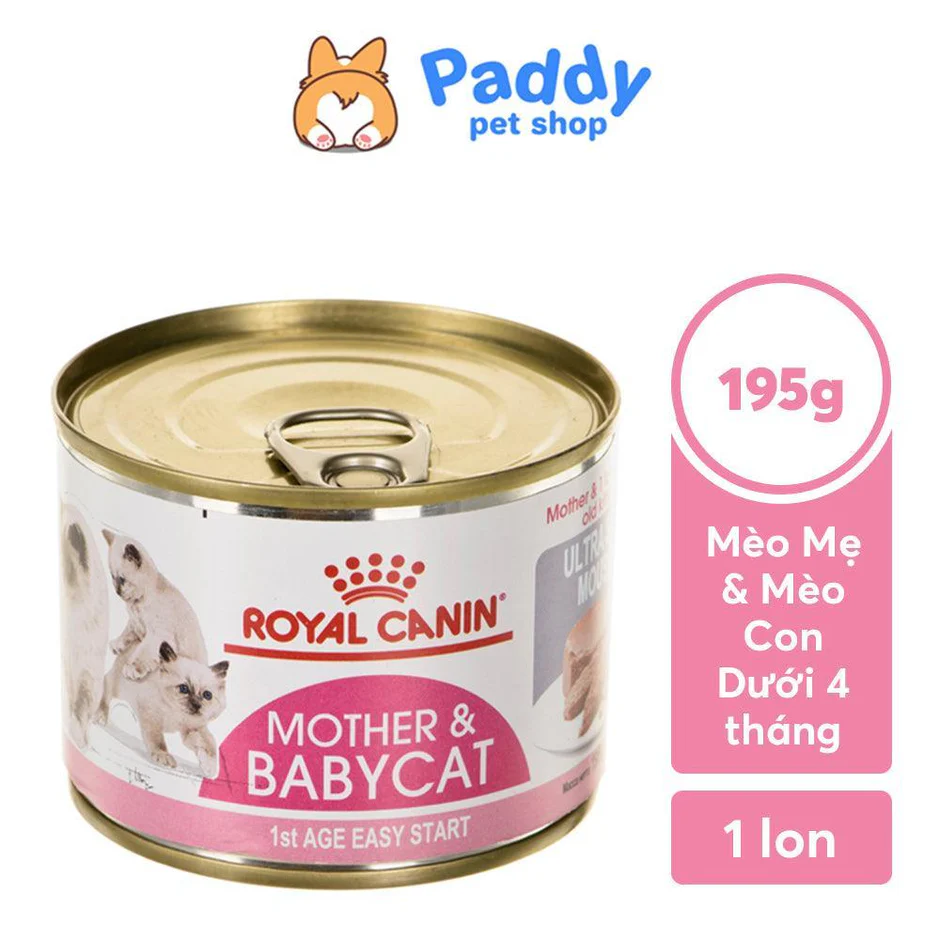 Paddy
pet shop
195g
Mèo Mẹ
& Mèo
Con
Dưới 4
tháng
1 lon
Mother &
old
ROYAL CANIN®
MOTHER &
BABYCAT
1st AGE EASY START